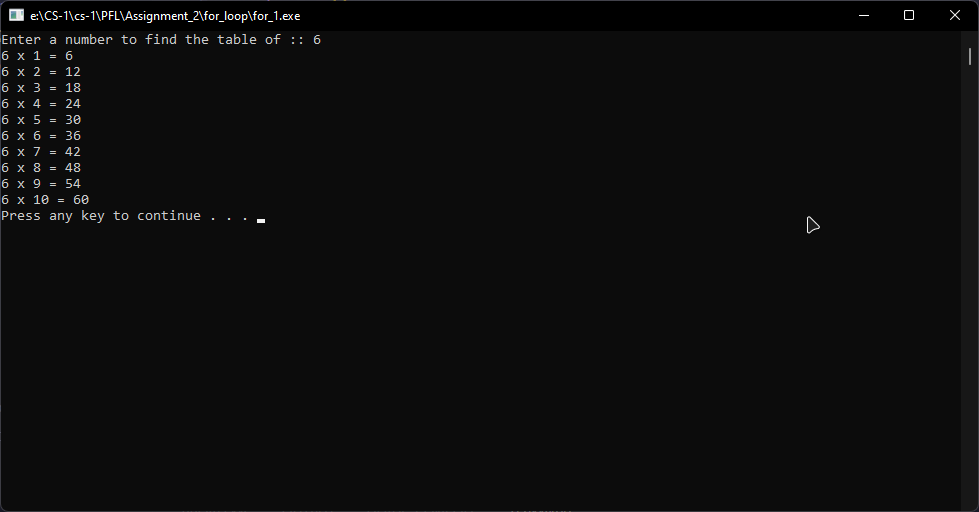 e:\CS-1\cs-1\PFL\Assignment_2\for_loop\for_1.exe
Enter a number to find the table of :: 6
6 x 1 = 6
6 x 2 = 12
6 x 3 = 18
6 x 4 = 24
6 x 5 = 30
6 x 6 = 36
6 x 7 = 42
6 x 8 = 48
6 x 9 = 54
6 x 10 = 60
Press any key to continue . . .